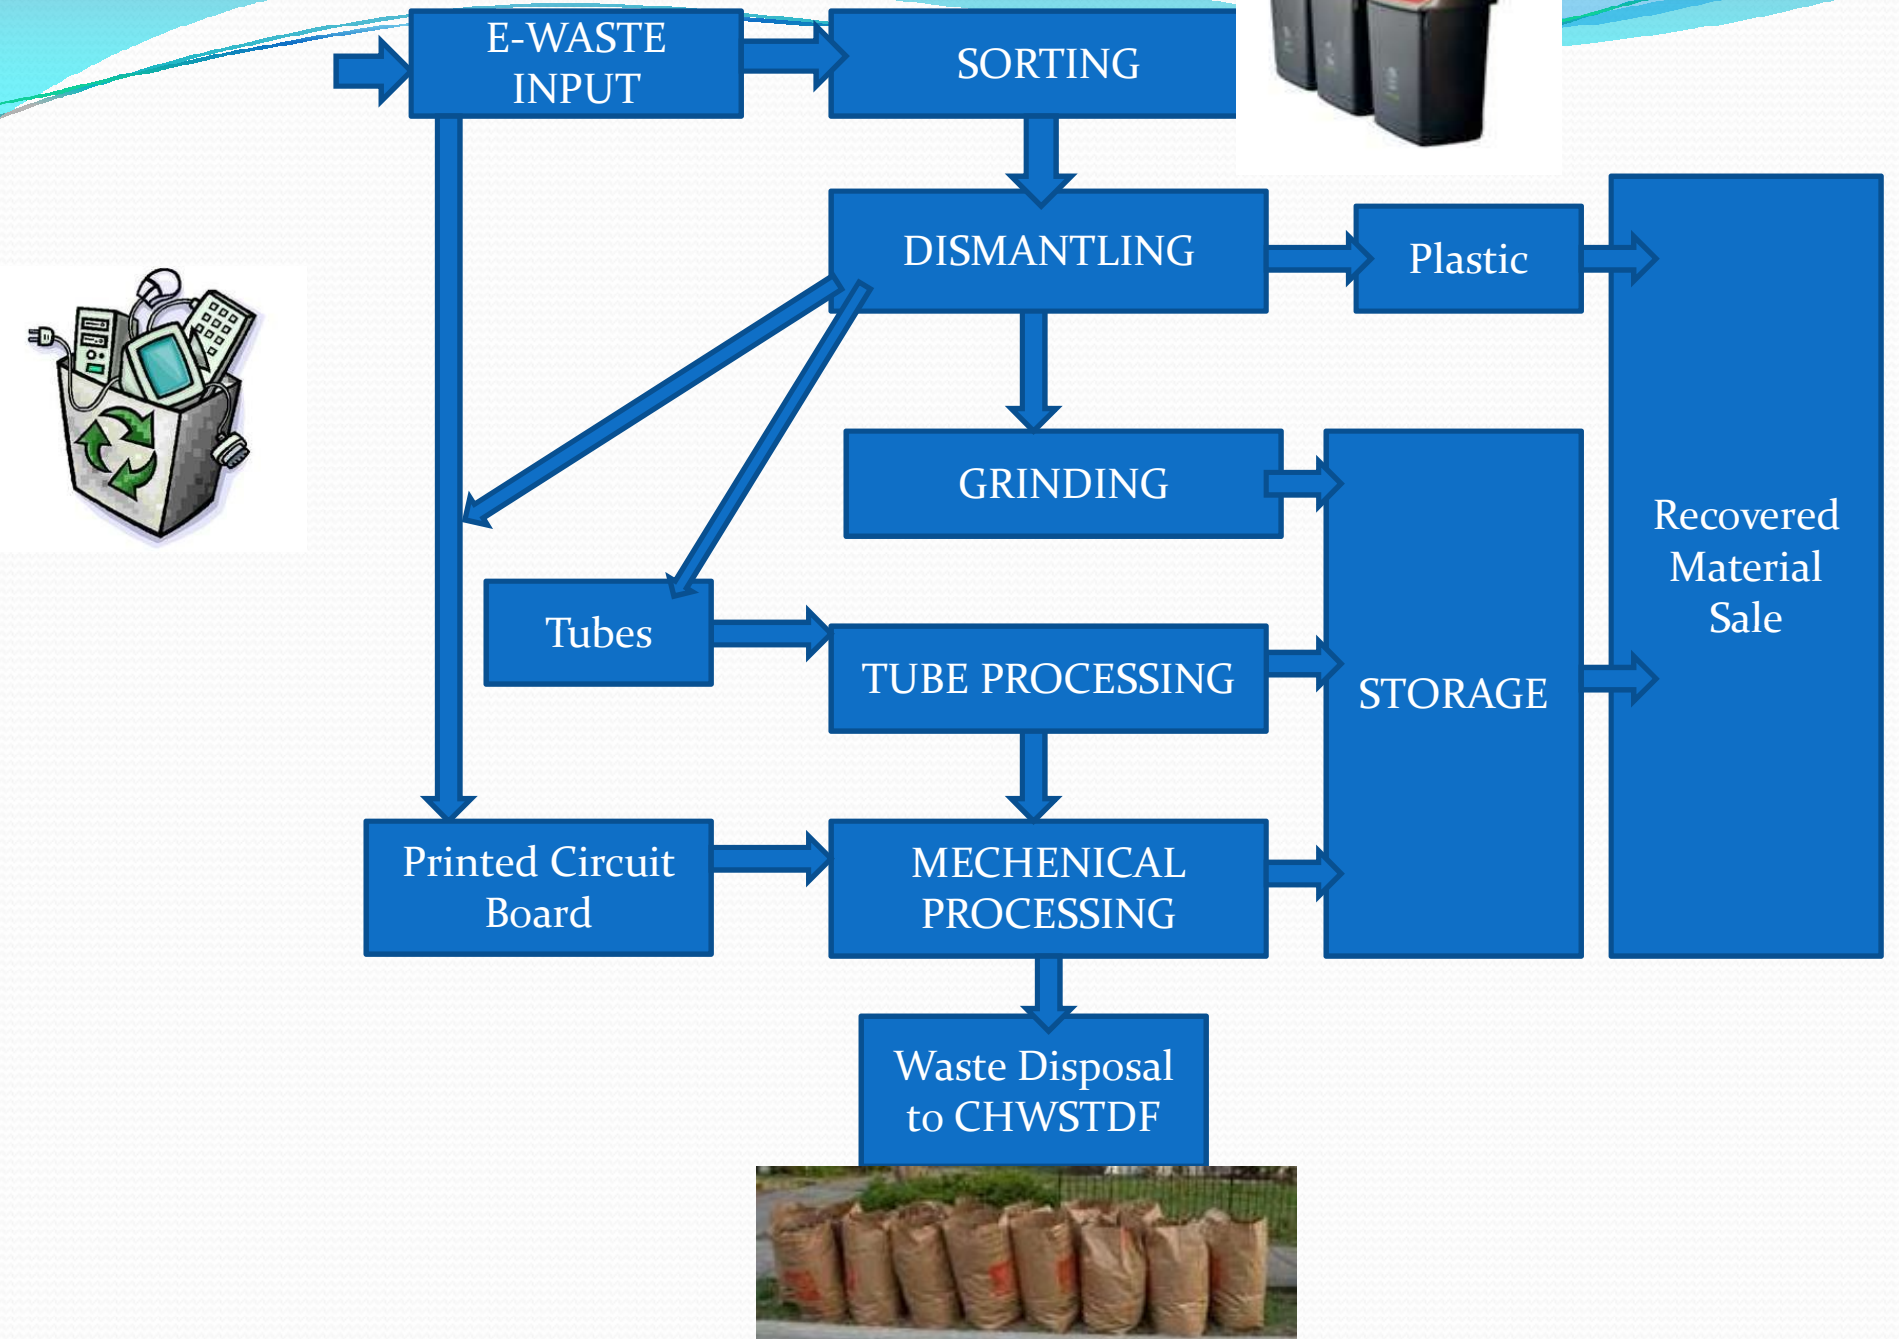 E-WASTE
INPUT
SORTING
DISMANTLING
Plastic
GRINDING
Recovered
Material
Sale
Tubes
TUBE PROCESSING
STORAGE
Printed Circuit
Board
MECHENICAL
PROCESSING
Waste Disposal
to CHWSTDF